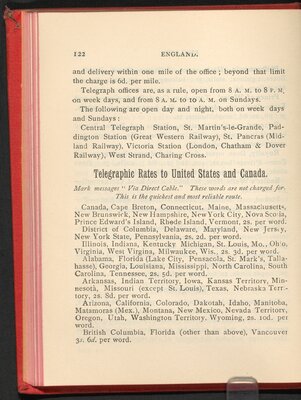 122 ENGLAND.
and delivery within one mile of the office; beyond that limit
the charge is 6d. per mile.
Telegraph offices are, as a rule, open from 8 A. M. to 8 P. M.
on week days, and from 8 A. M. to 10 A. M. on Sundays.
The following are open day and night, both on week days
and Sundays:
Central Telegraph Station, St. Martin's-le-Grande, Pad-
dington Station (Great Western Railway), St. Pancras (Mid-
land Railway), Victoria Station (London, Chatham & Dover
Railway), West Strand, Charing Cross.
Telegraphic Rates to United States and Canada.
Mark messages "Via Direct Cable." These words are not charged for.
This is the quickest and most reliable route.
Canada, Cape Breton, Connecticut, Maine, Massachusetts,
New Brunswick, New Hampshire, New York City, Nova Scotia,
Prince Edward's Island, Rhode Island, Vermont, 2s. per word.
District of Columbia, Delaware, Maryland, New Jersey,
New York State, Pennsylvania, 2s. 2d. per word.
Illinois, Indiana, Kentucky Michigan, St. Louis, Mo., Ohio,
Virginia, West Virgina, Milwaukee, Wis., 2s. 3d. per word.
Alabama, Florida (Lake City, Pensacola, St. Mark's, Talla-
hasse), Georgia, Louisiana, Mississippi, North Carolina, South
Carolina, Tennessee, 2s. 5d. per word.
Arkansas, Indian Territory, Iowa, Kansas Territory, Min-
nesota, Missouri (except St. Louis), Texas, Nebraska Terri-
tory, 2s. 8d. per word.
Arizona, California, Colorado, Dakotah, Idaho, Manitoba,
Matamoras (Mex.), Montana, New Mexico, Nevada Territory,
Oregon, Utah, Washington Territory, Wyoming, 2s. 10d. per
word.
British Columbia, Florida (other than above), Vancouver
3s. 6d. per word.